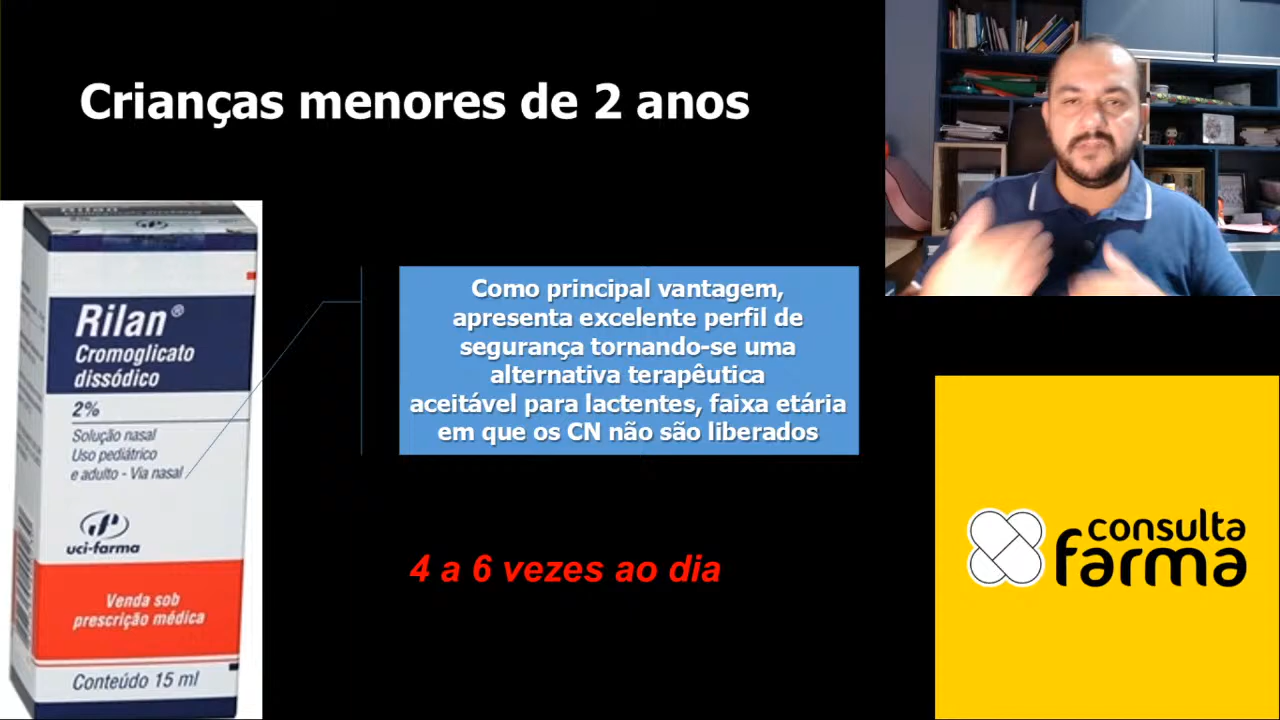 Crianças menores de 2 anos
Rilan
Rilan®
Cromoglicato
dissódico
2%
Solução nasal
Uso pediátrico
e adulto - Via nasal
uci-farma
Venda sob
prescrição médica
Conteúdo 15 ml
Como principal vantagem,
apresenta excelente perfil de
segurança tornando-se uma
alternativa terapêutica
aceitável para lactentes, faixa etária
em que os CN não são liberados
4 a 6 vezes ao dia
consulta
farma